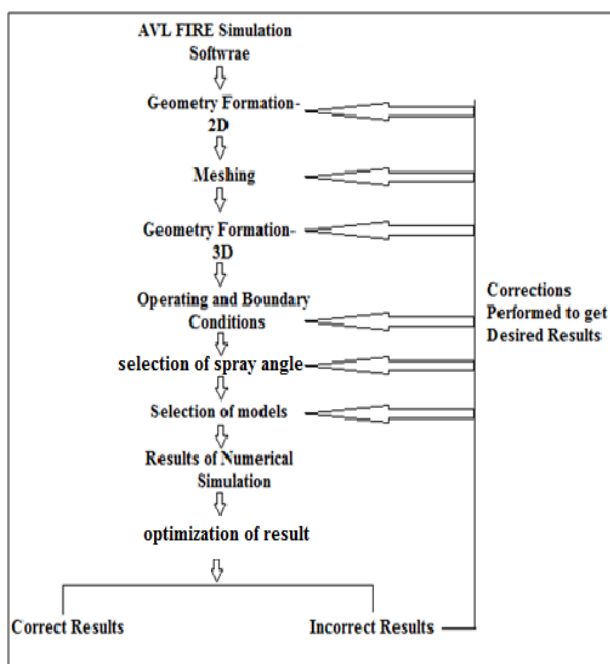 AVL FIRE Simulation
Softwrae
Geometry Formation-
2D
Meshing
Geometry Formation-
3D
Operating and Boundary
Conditions
selection of spray angle
Selection of models
Results of Numerical
Simulation
optimization of result
Correct Results
Incorrect Results
Corrections
Performed to get
Desired Results